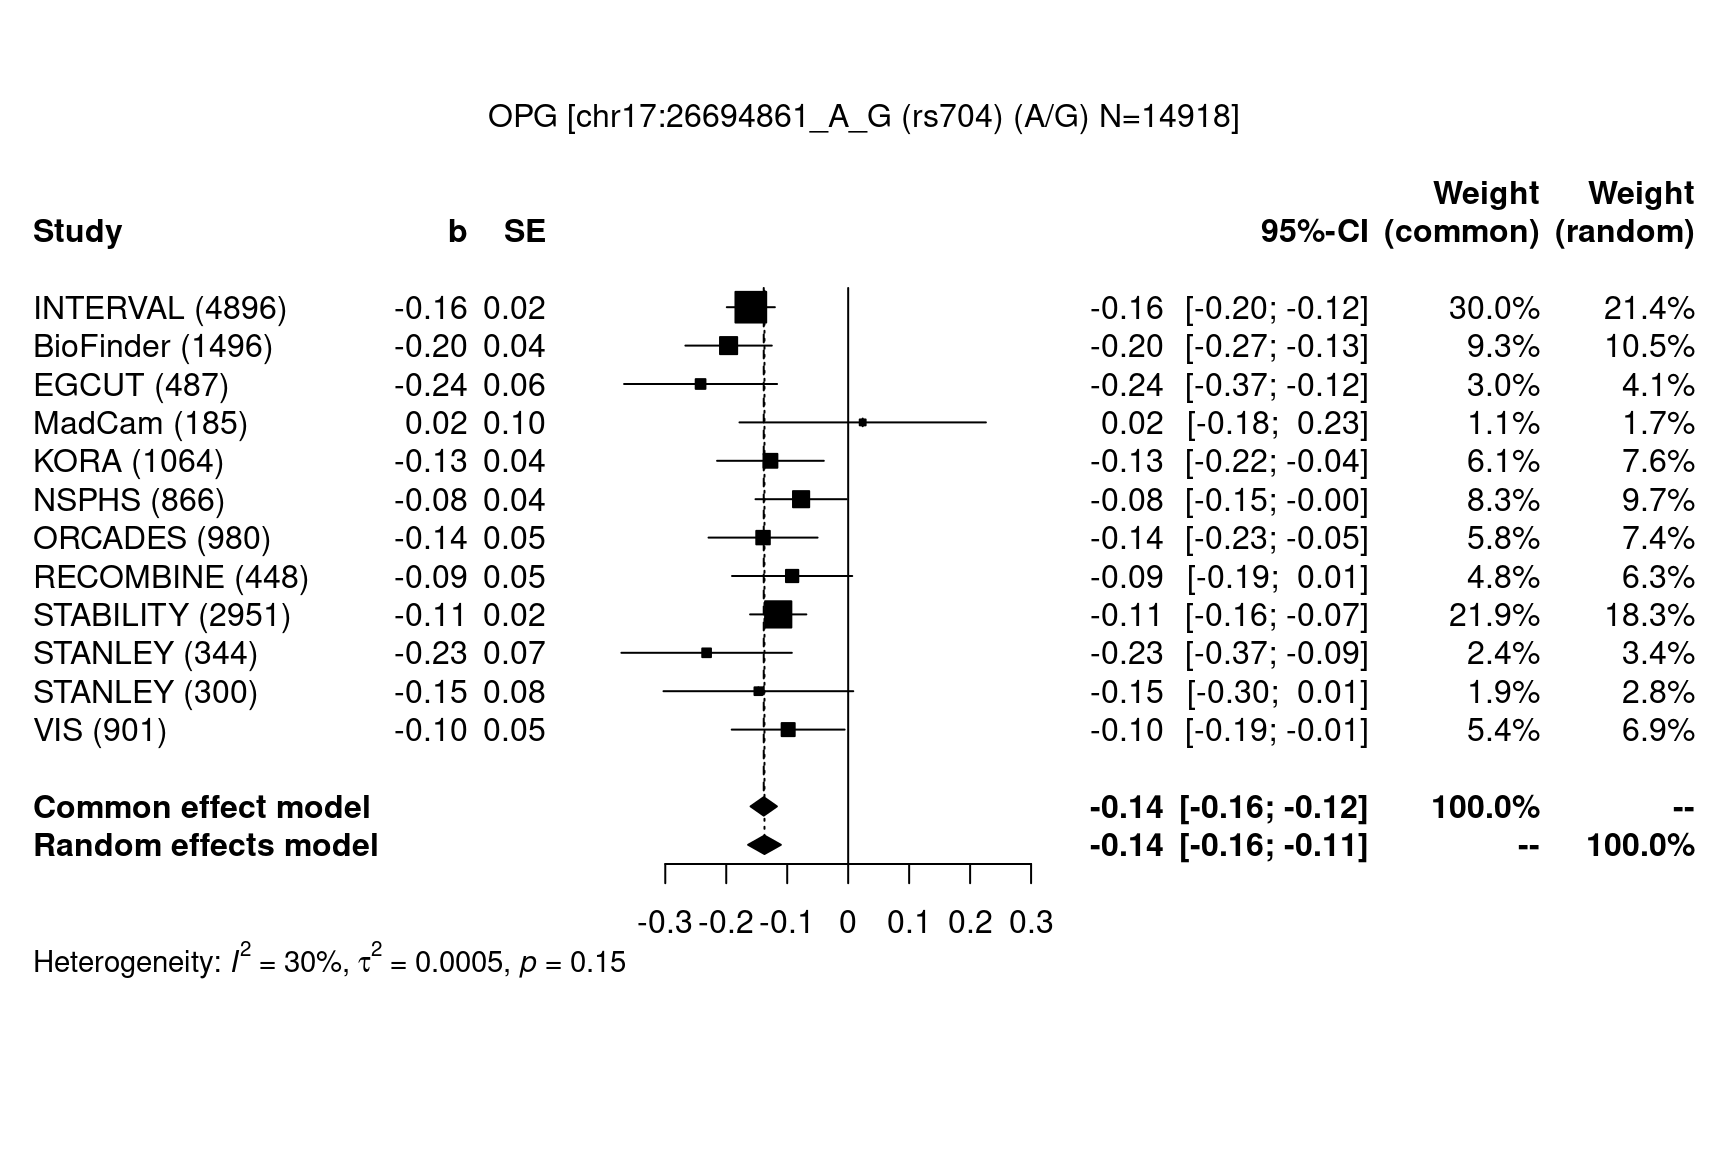 OPG [chr17:26694861_A_G (rs704) (A/G) N=14918]
Weight Weight
Study b SE 95%-CI (common) (random)
INTERVAL (4896) -0.16 0.02 -0.16 [-0.20; -0.12] 30.0% 21.4%
BioFinder (1496) -0.20 0.04 -0.20 [-0.27; -0.13] 9.3% 10.5%
EGCUT (487) -0.24 0.06 -0.24 [-0.37; -0.12] 3.0% 4.1%
MadCam (185) 0.02 0.10 0.02 [-0.18; 0.23] 1.1% 1.7%
KORA (1064) -0.13 0.04 -0.13 [-0.22; -0.04] 6.1% 7.6%
NSPHS (866) -0.08 0.04 -0.08 [-0.15; -0.00] 8.3% 9.7%
ORCADES (980) -0.14 0.05 -0.14 [-0.23; -0.05] 5.8% 7.4%
RECOMBINE (448) -0.09 0.05 -0.09 [-0.19; 0.01] 4.8% 6.3%
STABILITY (2951) -0.11 0.02 -0.11 [-0.16; -0.07] 21.9% 18.3%
STANLEY (344) -0.23 0.07 -0.23 [-0.37; -0.09] 2.4% 3.4%
STANLEY (300) -0.15 0.08 -0.15 [-0.30; 0.01] 1.9% 2.8%
VIS (901) -0.10 0.05 -0.10 [-0.19; -0.01] 5.4% 6.9%
Common effect model -0.14 [-0.16; -0.12] 100.0% --
Random effects model -0.14 [-0.16; -0.11] -- 100.0%
-0.3 -0.2 -0.1 0 0.1 0.2 0.3
Heterogeneity: I² = 30%, τ² = 0.0005, p = 0.15